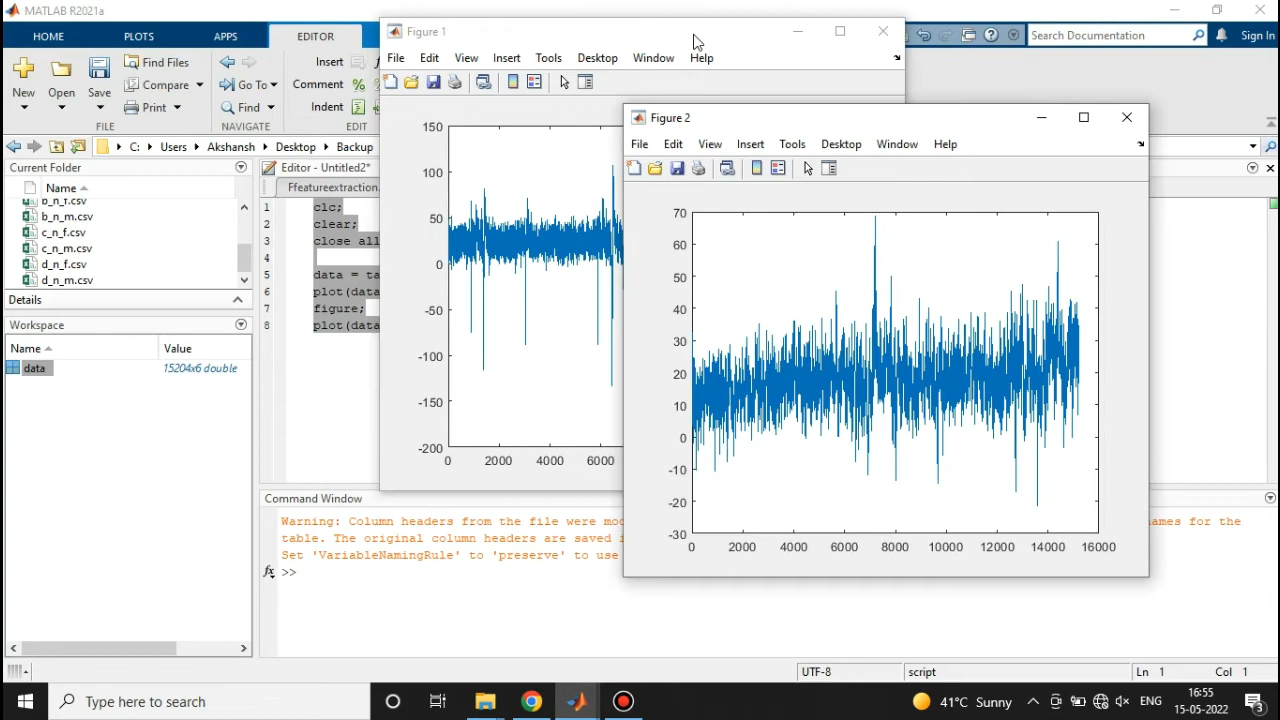 MATLAB R2021a
HOME PLOTS APPS EDITOR
Search Documentation Sign In
New Open Save
Find Files
Compare
Print
FILE
Go To
Find
NAVIGATE
Insert
Comment %
Indent
EDIT
C: Users Akshansh Desktop Backup
Current Folder
Name
b_n_f.csv
b_n_m.csv
c_n_f.csv
c_n_m.csv
d_n_f.csv
d_n_m.csv
Details
Workspace
Name Value
data 15204x6 double
Editor - Untitled2*
Ffeatureextraction.
1 clc;
2 clear;
3 close all
4
5 data = ta
6 plot(data
7 figure;
8 plot(data
Figure 1
File Edit View Insert Tools Desktop Window Help
150
100
50
0
-50
-100
-150
-200
0 2000 4000 6000
Figure 2
File Edit View Insert Tools Desktop Window Help
70
60
50
40
30
20
10
0
-10
-20
-30
0 2000 4000 6000 8000 10000 12000 14000 16000
Command Window
Warning: Column headers from the file were mo names for the
table. The original column headers are saved i
Set 'VariableNamingRule' to 'preserve' to use
fx >>
UTF-8 script Ln 1 Col 1
Type here to search
41°C Sunny ENG 16:55
15-05-2022
3